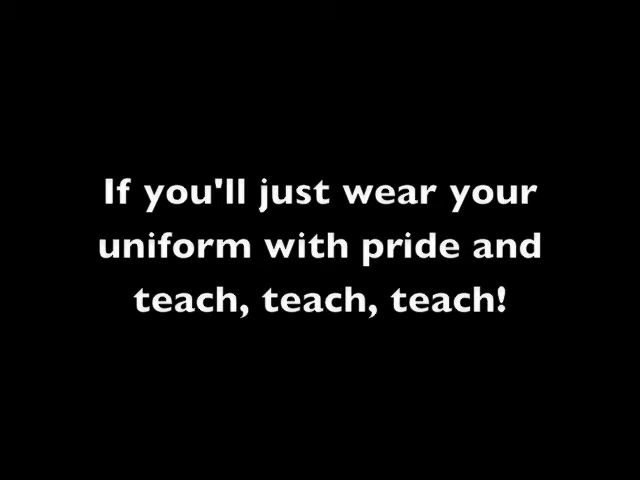 If you'll just wear your
uniform with pride and
teach, teach, teach!